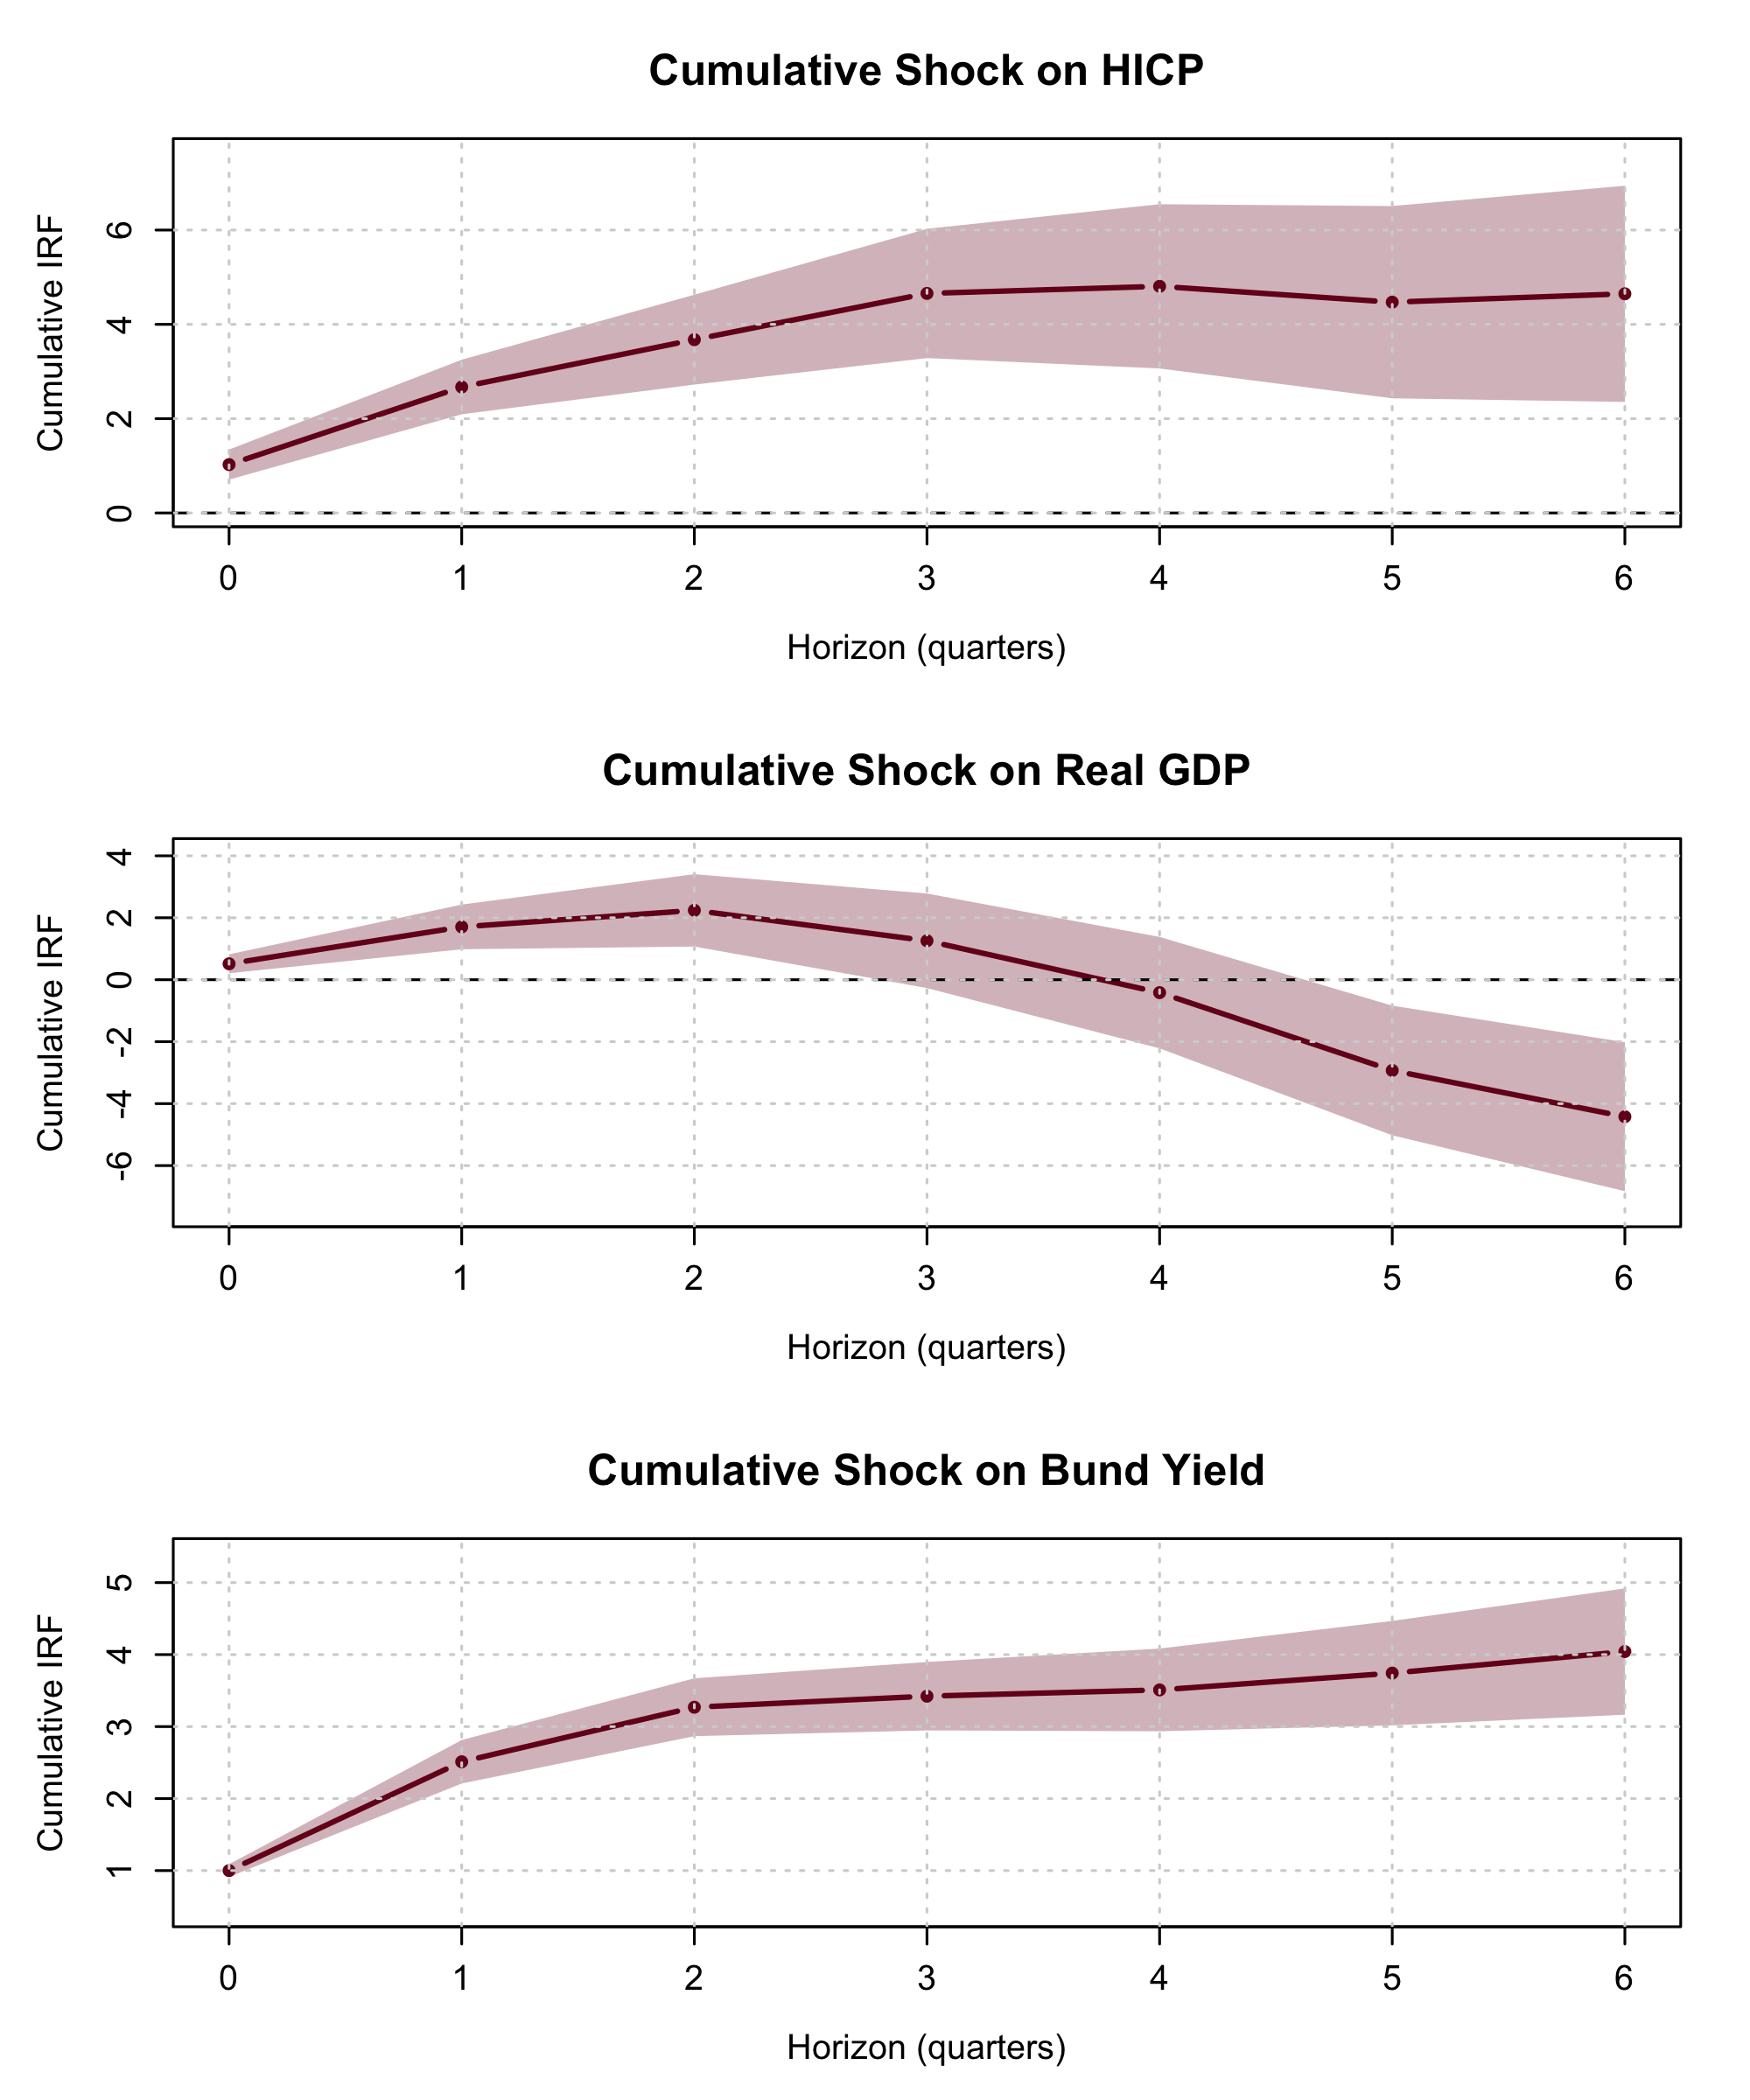 Cumulative Shock on HICP
Cumulative IRF
6
4
2
0
0 1 2 3 4 5 6
Horizon (quarters)
Cumulative Shock on Real GDP
Cumulative IRF
4
2
0
-2
-4
-6
0 1 2 3 4 5 6
Horizon (quarters)
Cumulative Shock on Bund Yield
Cumulative IRF
5
4
3
2
1
0 1 2 3 4 5 6
Horizon (quarters)